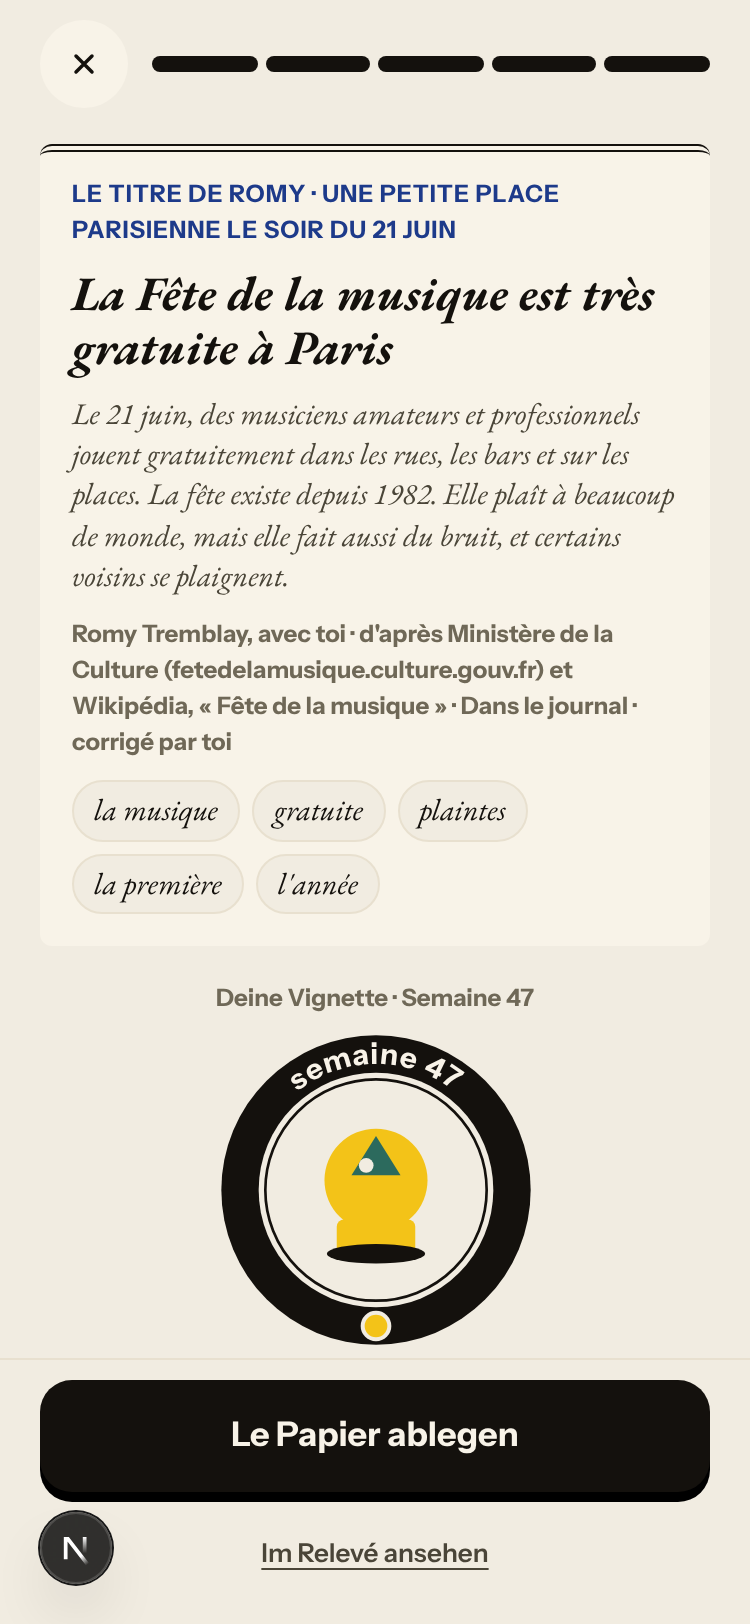 LE TITRE DE ROMY · UNE PETITE PLACE
PARISIENNE LE SOIR DU 21 JUIN
La Fête de la musique est très
gratuite à Paris
Le 21 juin, des musiciens amateurs et professionnels
jouent gratuitement dans les rues, les bars et sur les
places. La fête existe depuis 1982. Elle plaît à beaucoup
de monde, mais elle fait aussi du bruit, et certains
voisins se plaignent.
Romy Tremblay, avec toi · d'après Ministère de la
Culture (fetedelamusique.culture.gouv.fr) et
Wikipédia, « Fête de la musique » · Dans le journal ·
corrigé par toi
la musique
gratuite
plaintes
la première
l'année
Deine Vignette · Semaine 47
semaine 47
Le Papier ablegen
N
Im Relevé ansehen